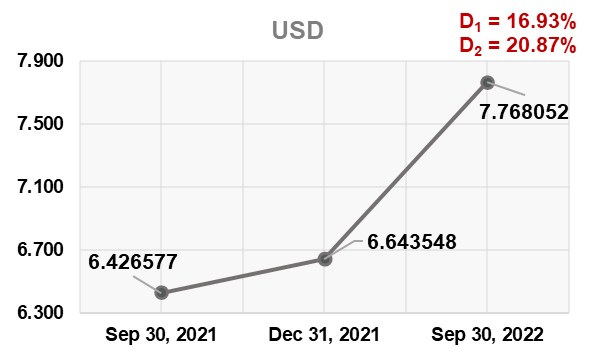 USD
D1 = 16.93%
D2 = 20.87%
7.900
7.500
7.100
6.700
6.300
6.426577
6.643548
7.768052
Sep 30, 2021
Dec 31, 2021
Sep 30, 2022